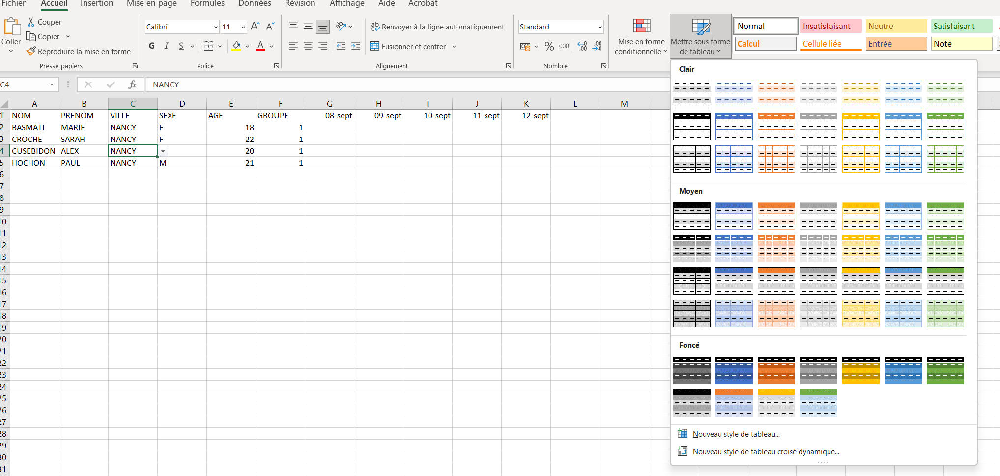 Fichier Accueil Insertion Mise en page Formules Données Révision Affichage Aide Acrobat
Coller
Couper
Copier
Reproduire la mise en forme
Presse-papiers
Calibri 11
G I S
Police
Renvoyer à la ligne automatiquement
Fusionner et centrer
Alignement
Standard
% 000
Nombre
Mise en forme
conditionnelle
Mettre sous forme
de tableau
Normal Insatisfaisant Neutre Satisfaisant
Calcul Cellule liée Entrée Note
C4 fx NANCY
A B C D E F G H I J K L M
1 NOM PRENOM VILLE SEXE AGE GROUPE 08-sept 09-sept 10-sept 11-sept 12-sept
2 BASMATI MARIE NANCY F 18 1
3 CROCHE SARAH NANCY F 22 1
4 CUSEBIDON ALEX NANCY 20 1
5 HOCHON PAUL NANCY M 21 1
6
7
8
9
10
11
12
13
14
15
16
17
18
19
20
21
22
23
24
25
26
27
28
29
30
31
Clair
Moyen
Foncé
Nouveau style de tableau...
Nouveau style de tableau croisé dynamique...